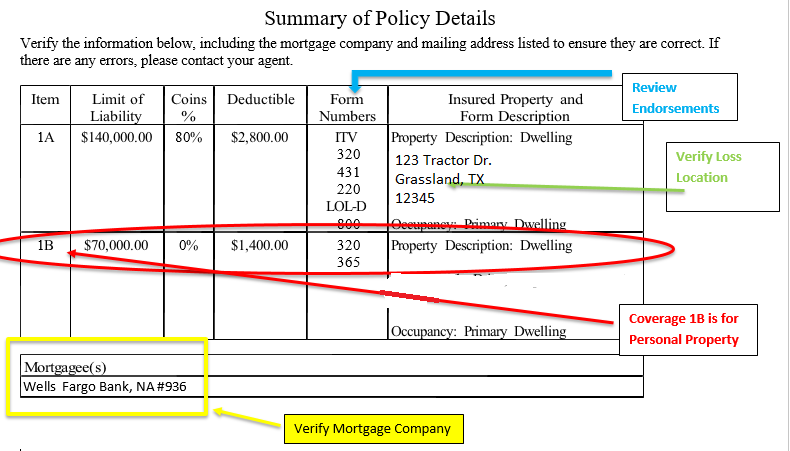 Summary of Policy Details
Verify the information below, including the mortgage company and mailing address listed to ensure they are correct. If
there are any errors, please contact your agent.
Review
Endorsements
Item Limit of Liability Coins % Deductible Form Numbers Insured Property and Form Description
1A $140,000.00 80% $2,800.00 ITV Property Description: Dwelling
320 123 Tractor Dr.
431 Grassland, TX
220 12345
LOL-D
800 Occupancy: Primary Dwelling
Verify Loss
Location
1B $70,000.00 0% $1,400.00 320 Property Description: Dwelling
365
Occupancy: Primary Dwelling
Coverage 1B is for
Personal Property
Mortgagee(s)
Wells Fargo Bank, NA #936
Verify Mortgage Company